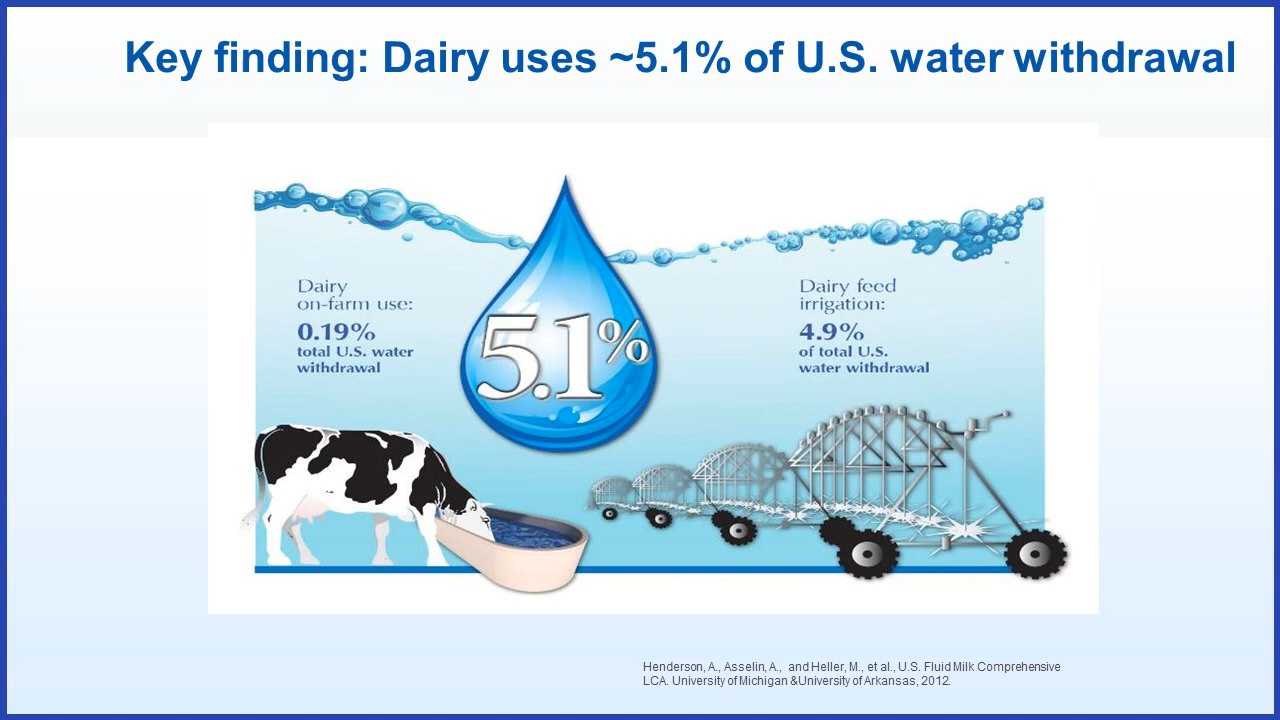 Key finding: Dairy uses ~5.1% of U.S. water withdrawal
Dairy
on-farm use:
0.19%
total U.S. water
withdrawal
5.1%
Dairy feed
irrigation:
4.9%
of total U.S.
water withdrawal
Henderson, A., Asselin, A., and Heller, M., et al., U.S. Fluid Milk Comprehensive
LCA. University of Michigan &University of Arkansas, 2012.